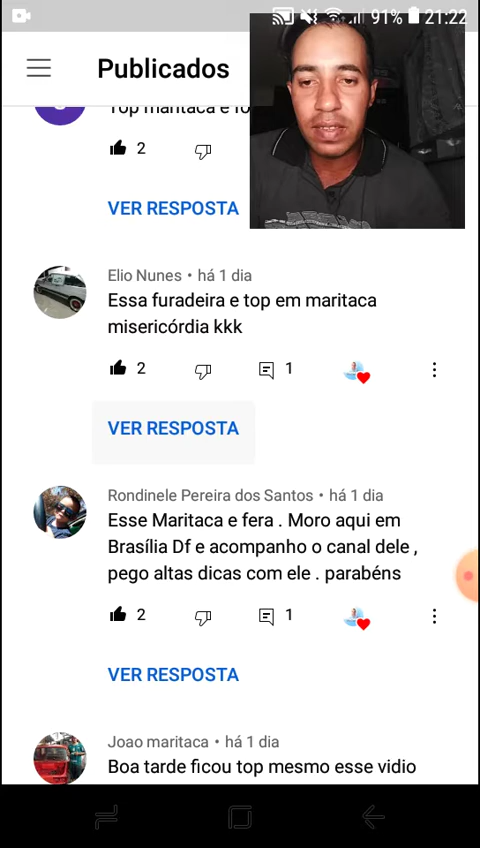 91% 21:22
Publicados
Top maritaca e
2
VER RESPOSTA
Elio Nunes • há 1 dia
Essa furadeira e top em maritaca
misericórdia kkk
2 1
VER RESPOSTA
Rondinele Pereira dos Santos • há 1 dia
Esse Maritaca e fera . Moro aqui em
Brasília Df e acompanho o canal dele ,
pego altas dicas com ele . parabéns
2 1
VER RESPOSTA
Joao maritaca • há 1 dia
Boa tarde ficou top mesmo esse vidio